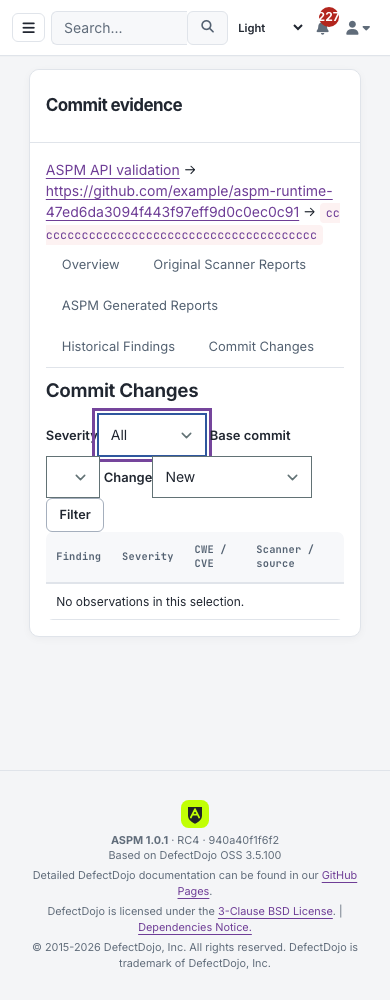 Search...
Light
227
Commit evidence
ASPM API validation →
https://github.com/example/aspm-runtime-
47ed6da3094f443f97eff9d0c0ec0c91 → cc
cccccccccccccccccccccccccccccccccccccc
Overview Original Scanner Reports
ASPM Generated Reports
Historical Findings Commit Changes
Commit Changes
Severity All Base commit
Change New
Filter
Finding Severity CWE / CVE Scanner / source
No observations in this selection.
ASPM 1.0.1 · RC4 · 940a40f1f6f2
Based on DefectDojo OSS 3.5.100
Detailed DefectDojo documentation can be found in our GitHub
Pages.
DefectDojo is licensed under the 3-Clause BSD License. |
Dependencies Notice.
© 2015-2026 DefectDojo, Inc. All rights reserved. DefectDojo is
trademark of DefectDojo, Inc.